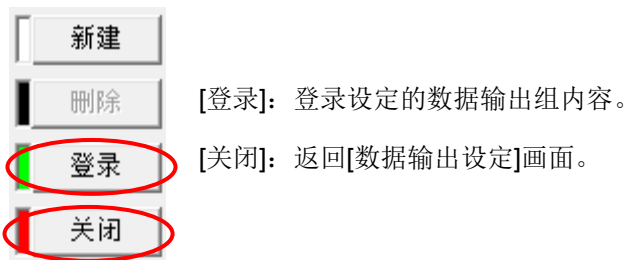 新建
删除
[登录]：登录设定的数据输出组内容。
登录
[关闭]：返回[数据输出设定]画面。
关闭